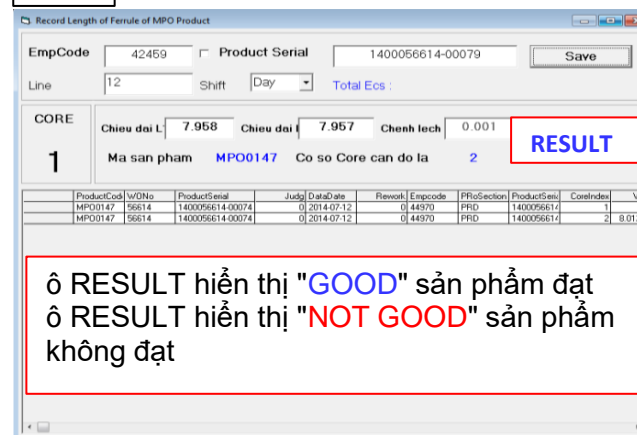 Record Length of Ferrule of MPO Product
EmpCode 42459 Product Serial 1400056614-00079 Save
Line 12 Shift Day Total Ecs :
CORE
1
Chieu dai L 7.958 Chieu dai 7.957 Chenh lech 0.001
RESULT
Ma san pham MPO0147 Co so Core can do la 2
ProductCod WONo ProductSerial Judg DataDate Rework Empcode PRoSection ProductSeri CoreIndex V
MPO0147 56614 1400056614-00074 0 2014-07-12 0 44970 PRD 1400056614 1
MPO0147 56614 1400056614-00074 0 2014-07-12 0 44970 PRD 1400056614 2 8.01
ô RESULT hiển thị "GOOD" sản phẩm đạt
ô RESULT hiển thị "NOT GOOD" sản phẩm
không đạt